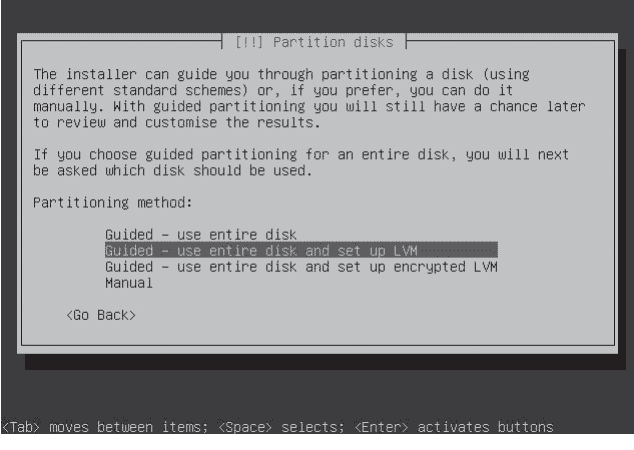 [!!] Partition disks
The installer can guide you through partitioning a disk (using
different standard schemes) or, if you prefer, you can do it
manually. With guided partitioning you will still have a chance later
to review and customise the results.
If you choose guided partitioning for an entire disk, you will next
be asked which disk should be used.
Partitioning method:
Guided – use entire disk
Guided – use entire disk and set up LVM
Guided – use entire disk and set up encrypted LVM
Manual
<Go Back>
<Tab> moves between items; <Space> selects; <Enter> activates buttons